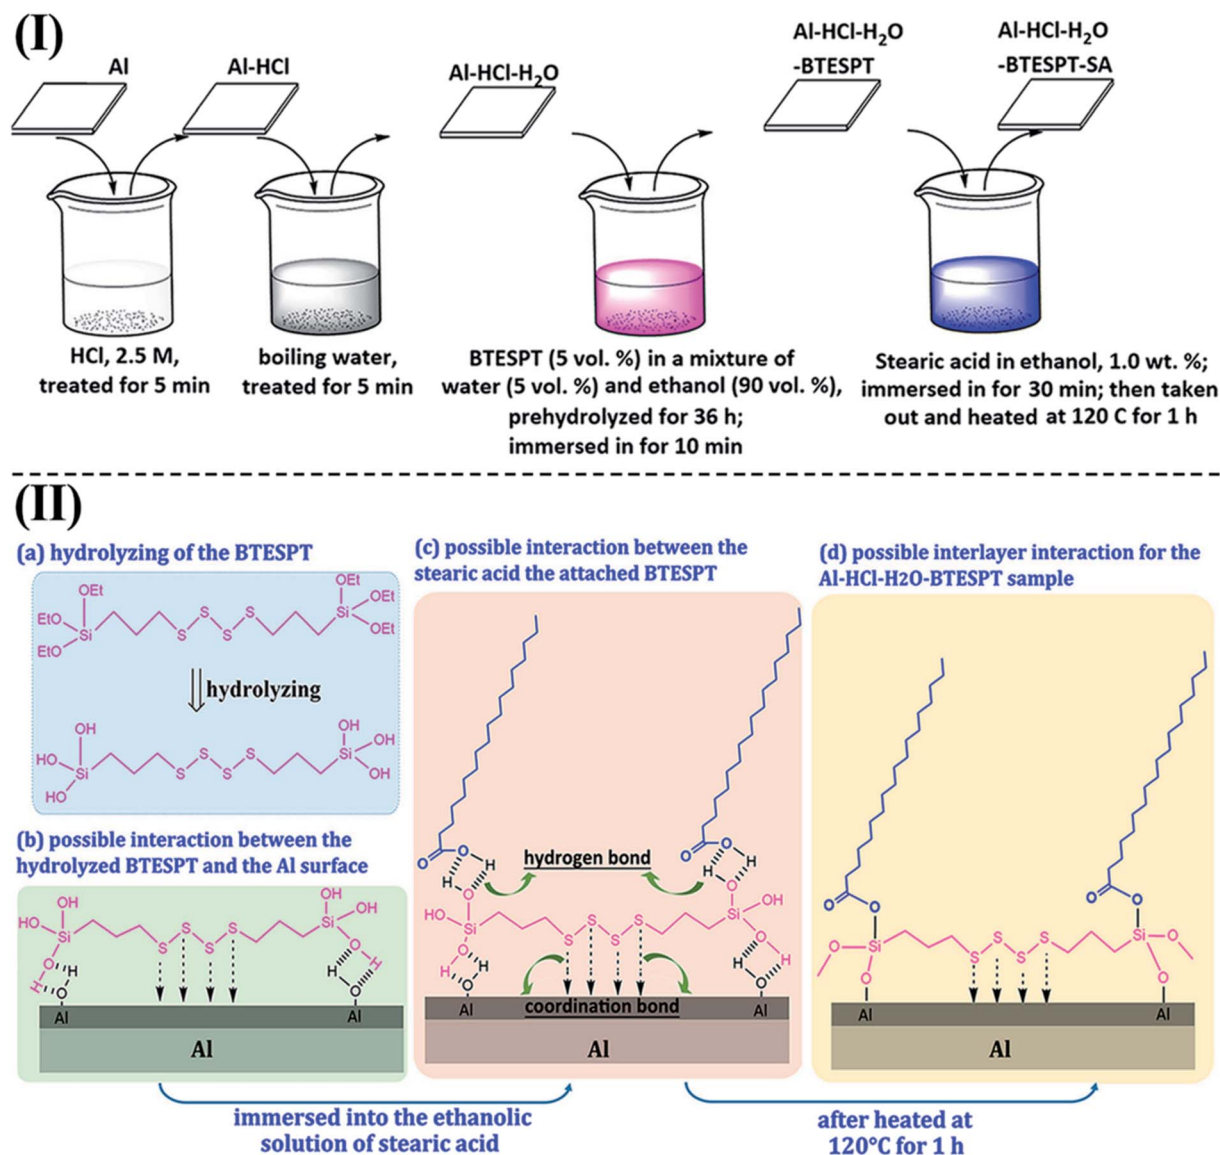 (I)
Al
Al-HCl
Al-HCl-H2O
Al-HCl-H2O
-BTESPT
Al-HCl-H2O
-BTESPT-SA
HCl, 2.5 M,
treated for 5 min
boiling water,
treated for 5 min
BTESPT (5 vol. %) in a mixture of
water (5 vol. %) and ethanol (90 vol. %),
prehydrolyzed for 36 h;
immersed in for 10 min
Stearic acid in ethanol, 1.0 wt. %;
immersed in for 30 min; then taken
out and heated at 120 C for 1 h
(II)
(a) hydrolyzing of the BTESPT
OEt
EtO
Si
EtO
S
S
S
S
OEt
OEt
Si
OEt
hydrolyzing
OH
HO
Si
HO
S
S
S
S
OH
OH
Si
OH
(b) possible interaction between the
hydrolyzed BTESPT and the Al surface
OH
HO
Si
O
H
H
O
Al
S
S
S
S
OH
OH
Si
O
H
H
O
Al
Al
(c) possible interaction between the
stearic acid the attached BTESPT
O
O
H
H
O
HO
Si
O
H
H
O
Al
hydrogen bond
S
S
S
S
coordination bond
O
O
H
H
O
OH
Si
O
H
H
O
Al
Al
(d) possible interlayer interaction for the
Al-HCl-H2O-BTESPT sample
O
O
O
Si
O
Al
S
S
S
S
O
O
Si
O
O
Al
Al
immersed into the ethanolic
solution of stearic acid
after heated at
120°C for 1 h